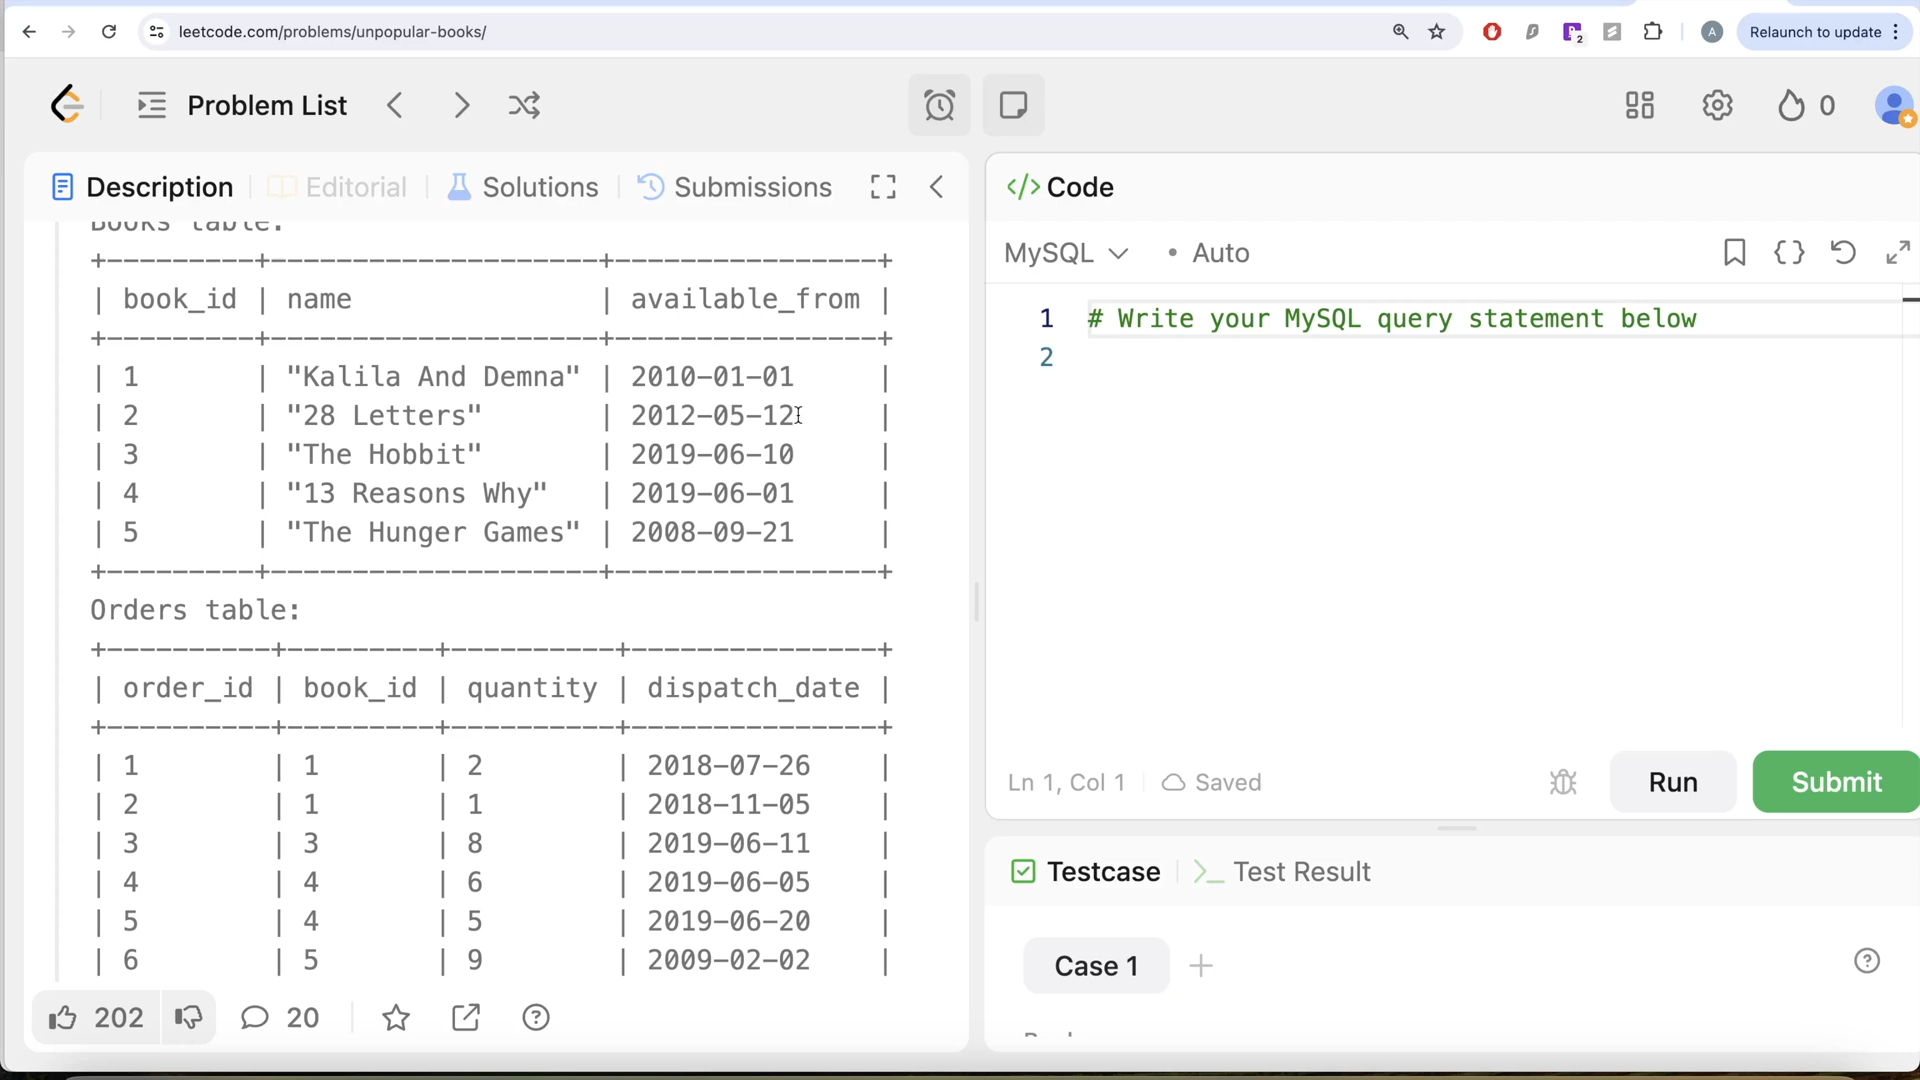 leetcode.com/problems/unpopular-books/
2
A
Relaunch to update
Problem List
0
Description
Editorial
Solutions
Submissions
Books table:
+---------+--------------------+----------------+
| book_id | name | available_from |
+---------+--------------------+----------------+
| 1 | "Kalila And Demna" | 2010-01-01 |
| 2 | "28 Letters" | 2012-05-12 |
| 3 | "The Hobbit" | 2019-06-10 |
| 4 | "13 Reasons Why" | 2019-06-01 |
| 5 | "The Hunger Games" | 2008-09-21 |
+---------+--------------------+----------------+
Orders table:
+----------+---------+----------+---------------+
| order_id | book_id | quantity | dispatch_date |
+----------+---------+----------+---------------+
| 1 | 1 | 2 | 2018-07-26 |
| 2 | 1 | 1 | 2018-11-05 |
| 3 | 3 | 8 | 2019-06-11 |
| 4 | 4 | 6 | 2019-06-05 |
| 5 | 4 | 5 | 2019-06-20 |
| 6 | 5 | 9 | 2009-02-02 |
202
20
</> Code
MySQL
• Auto
1 # Write your MySQL query statement below
2
Ln 1, Col 1
Saved
Run
Submit
Testcase
>_ Test Result
Case 1